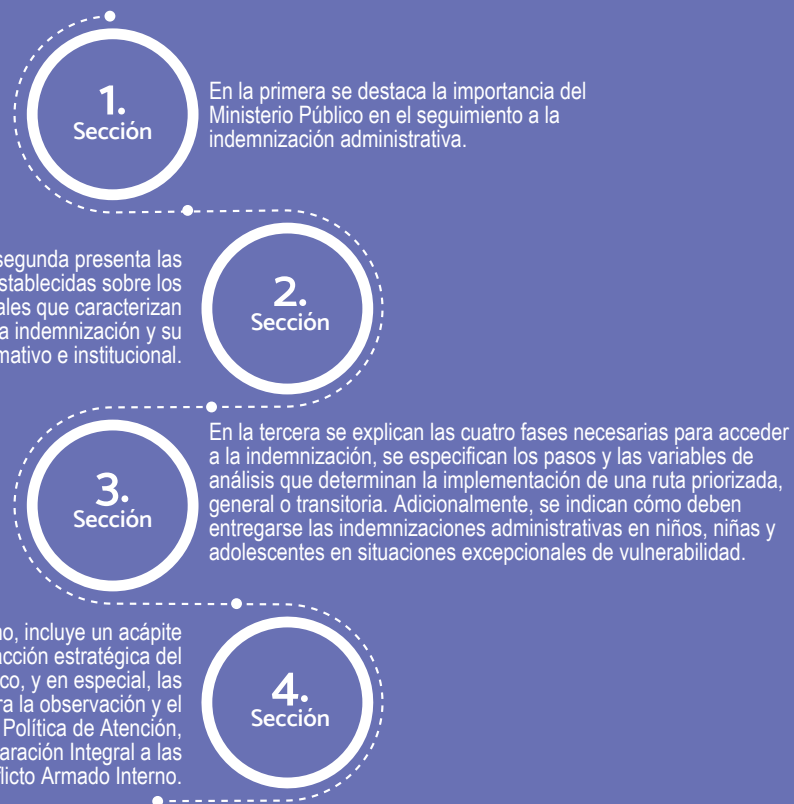 1.
Sección
En la primera se destaca la importancia del
Ministerio Público en el seguimiento a la
indemnización administrativa.
segunda presenta las
stablecidas sobre los
ales que caracterizan
a indemnización y su
mativo e institucional.
2.
Sección
3.
Sección
En la tercera se explican las cuatro fases necesarias para acceder
a la indemnización, se especifican los pasos y las variables de
análisis que determinan la implementación de una ruta priorizada,
general o transitoria. Adicionalmente, se indican cómo deben
entregarse las indemnizaciones administrativas en niños, niñas y
adolescentes en situaciones excepcionales de vulnerabilidad.
no, incluye un acápite
acción estratégica del
ico, y en especial, las
ra la observación y el
Política de Atención,
aración Integral a las
flicto Armado Interno.
4.
Sección